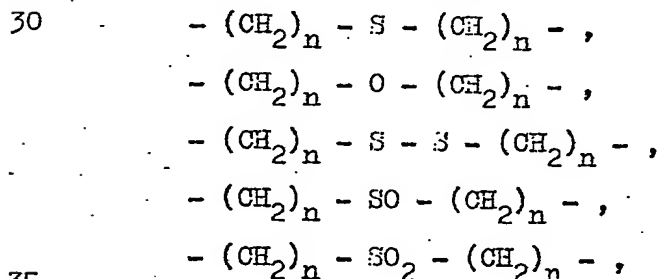 30 - (CH2)n - S - (CH2)n - ,
- (CH2)n - O - (CH2)n - ,
- (CH2)n - S - S - (CH2)n - ,
- (CH2)n - SO - (CH2)n - ,
35 - (CH2)n - SO2 - (CH2)n - ,